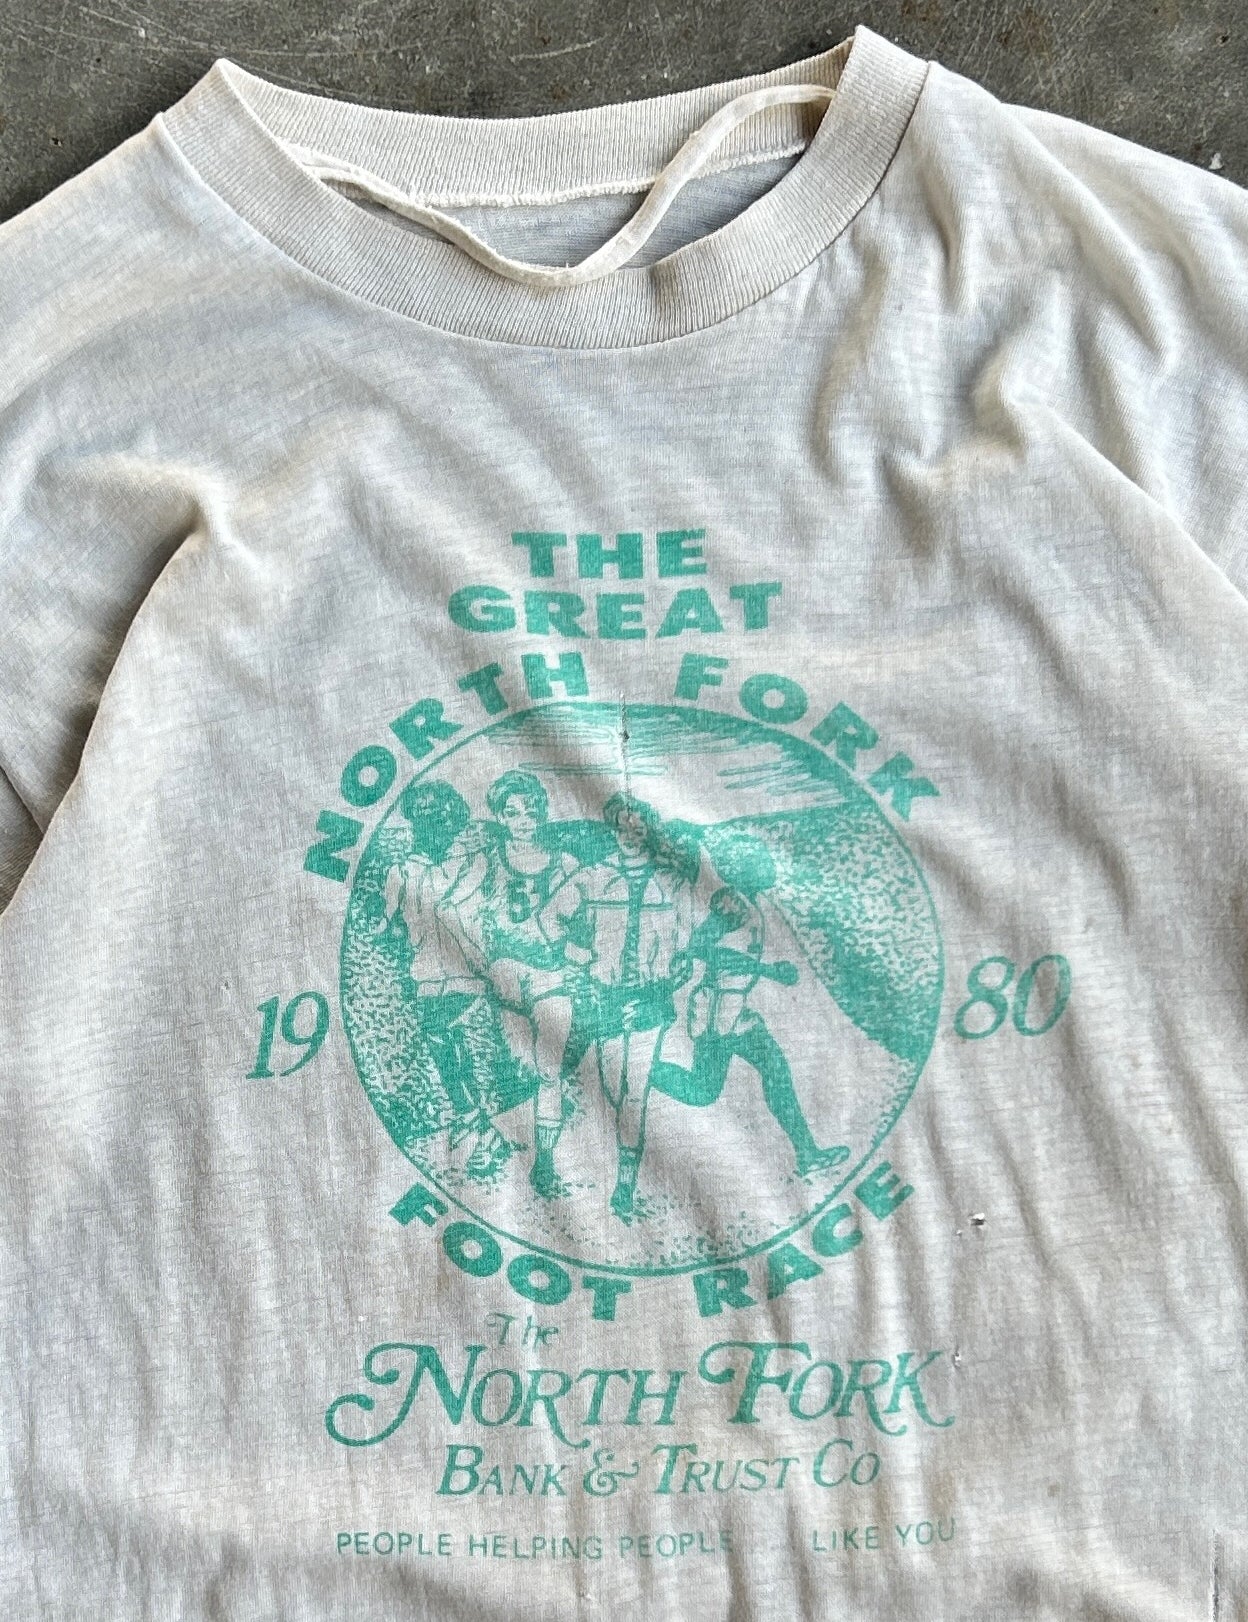 THE
GREAT
NORTH FORK
19 80
8
FOOT RACE
The
NORTH FORK
BANK & TRUST CO
PEOPLE HELPING PEOPLE ... LIKE YOU